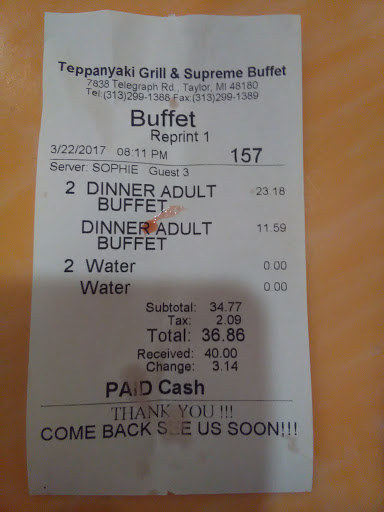 Teppanyaki Grill & Supreme Buffet
7838 Telegraph Rd., Taylor, MI 48180
Tel:(313)299-1388 Fax:(313)299-1389
Buffet
Reprint 1
3/22/2017 08:11 PM 157
Server: SOPHIE Guest 3
2 DINNER ADULT BUFFET 23.18
DINNER ADULT BUFFET 11.59
2 Water 0.00
Water 0.00
Subtotal: 34.77
Tax: 2.09
Total: 36.86
Received: 40.00
Change: 3.14
PAID Cash
THANK YOU !!!
COME BACK SEE US SOON!!!